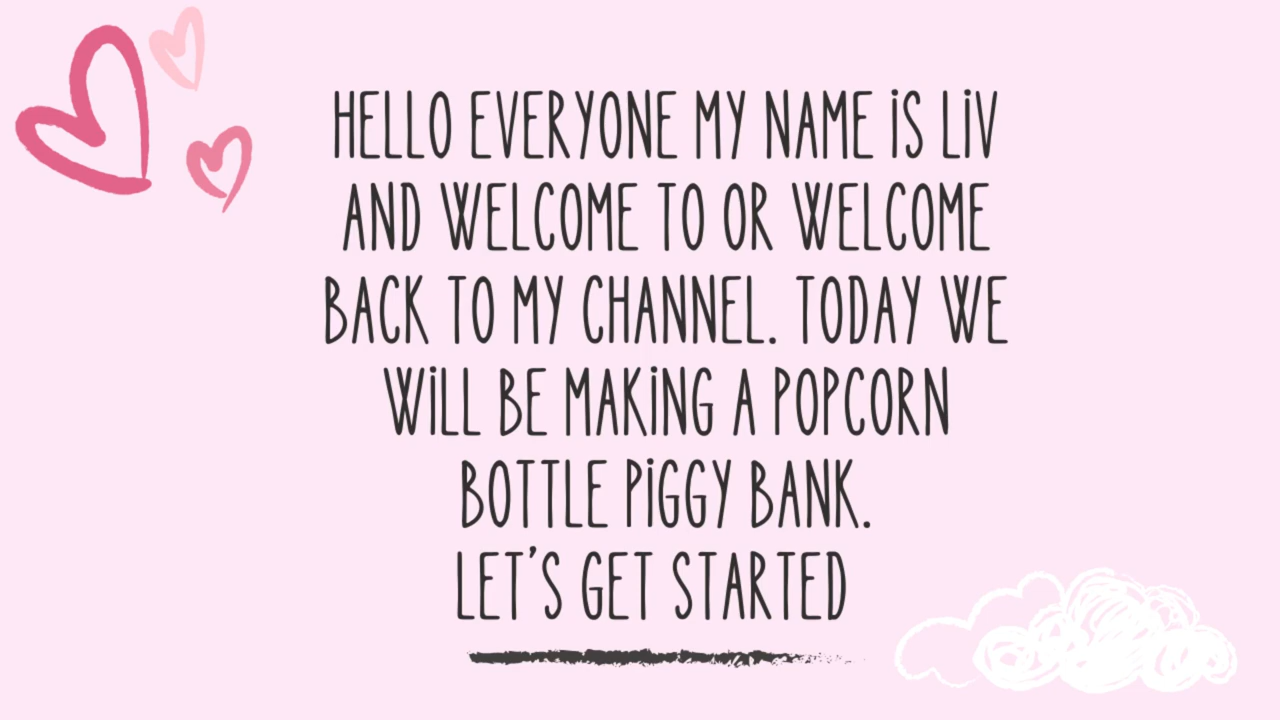 HELLO EVERYONE MY NAME iS LiV
AND WELCOME TO OR WELCOME
BACK TO MY CHANNEL. TODAY WE
WiLL BE MAKiNG A POPCORN
BOTTLE PiGGY BANK.
LET'S GET STARTED